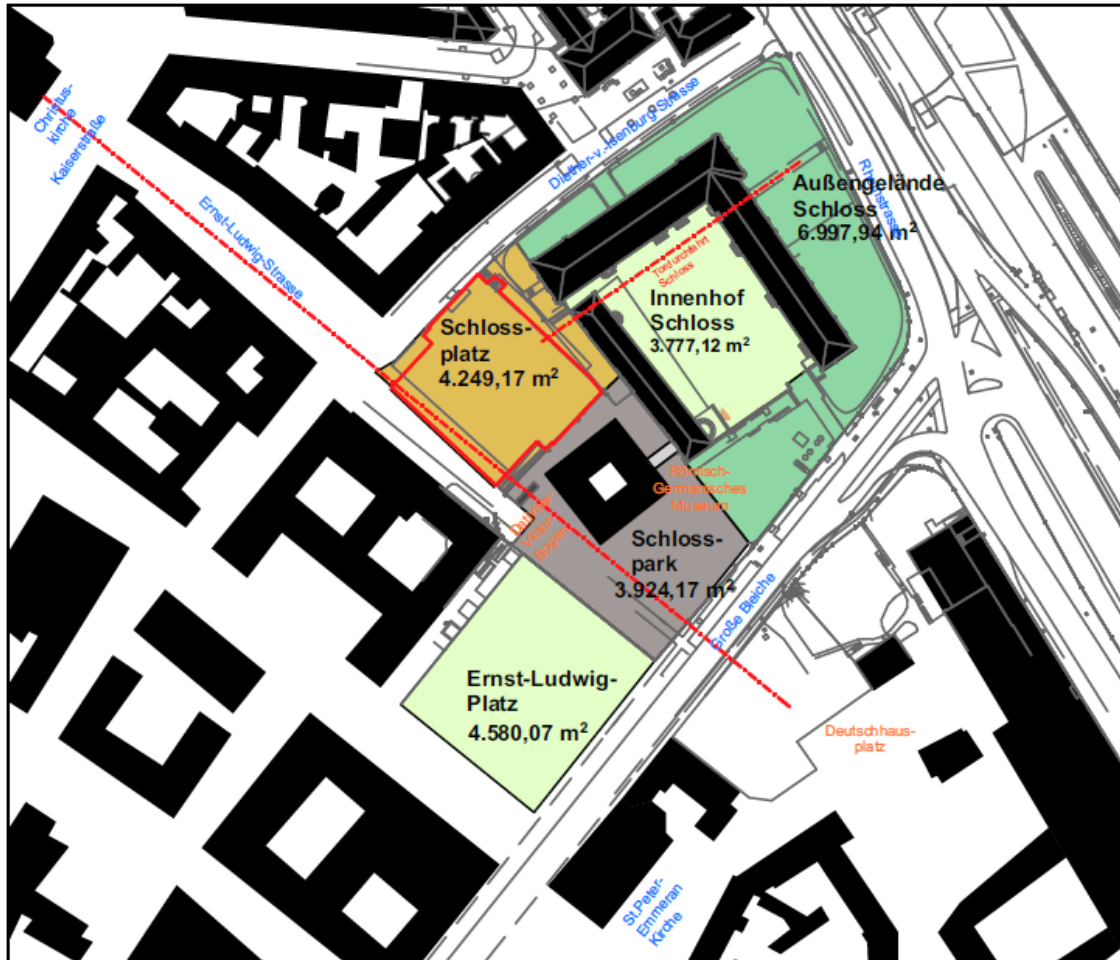 Christus-
kirche
Kaiserstraße
Ernst-Ludwig-Strasse
Diether-v.-Isenburg-Strasse
Rheinstrasse
Außengelände
Schloss
6.997,94 m²
Tordurchfahrt
Schloss
Innenhof
Schloss
3.777,12 m²
Schloss-
platz
4.249,17 m²
Römisch-
Germanisches
Museum
Schloss-
park
3.924,17 m²
Große Bleiche
Ernst-Ludwig-
Platz
4.580,07 m²
Deutschhaus-
platz
St.Peter-
Emmeran
Kirche